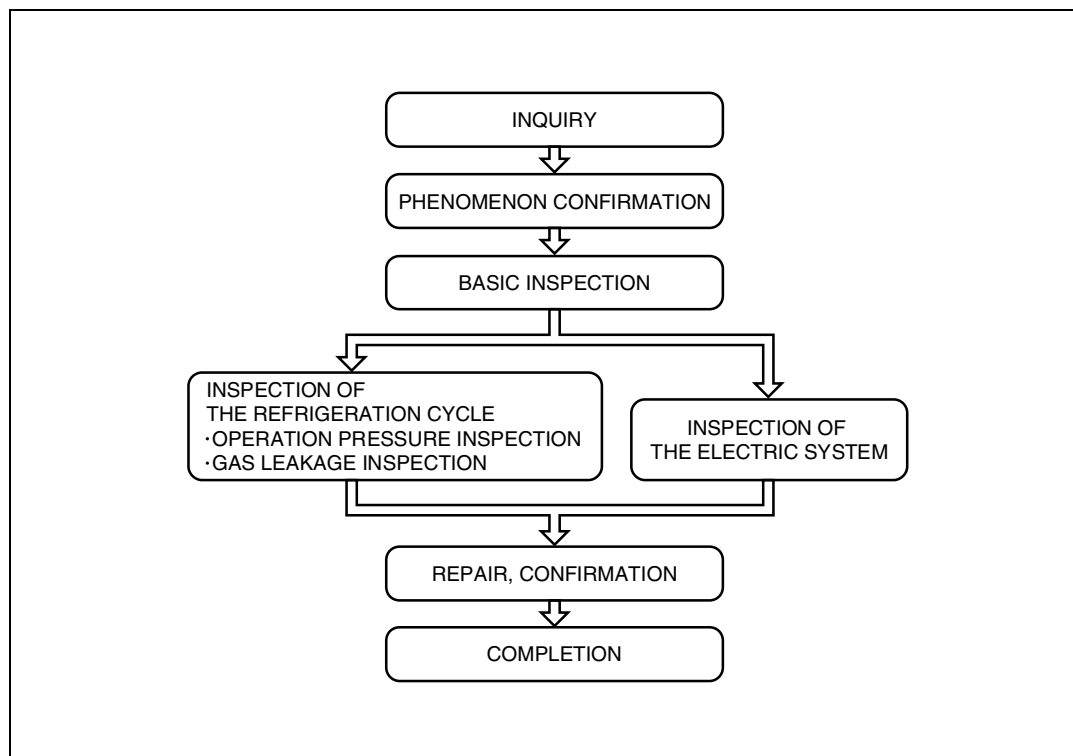 INQUIRY
PHENOMENON CONFIRMATION
BASIC INSPECTION
INSPECTION OF
THE REFRIGERATION CYCLE
·OPERATION PRESSURE INSPECTION
·GAS LEAKAGE INSPECTION
INSPECTION OF
THE ELECTRIC SYSTEM
REPAIR, CONFIRMATION
COMPLETION